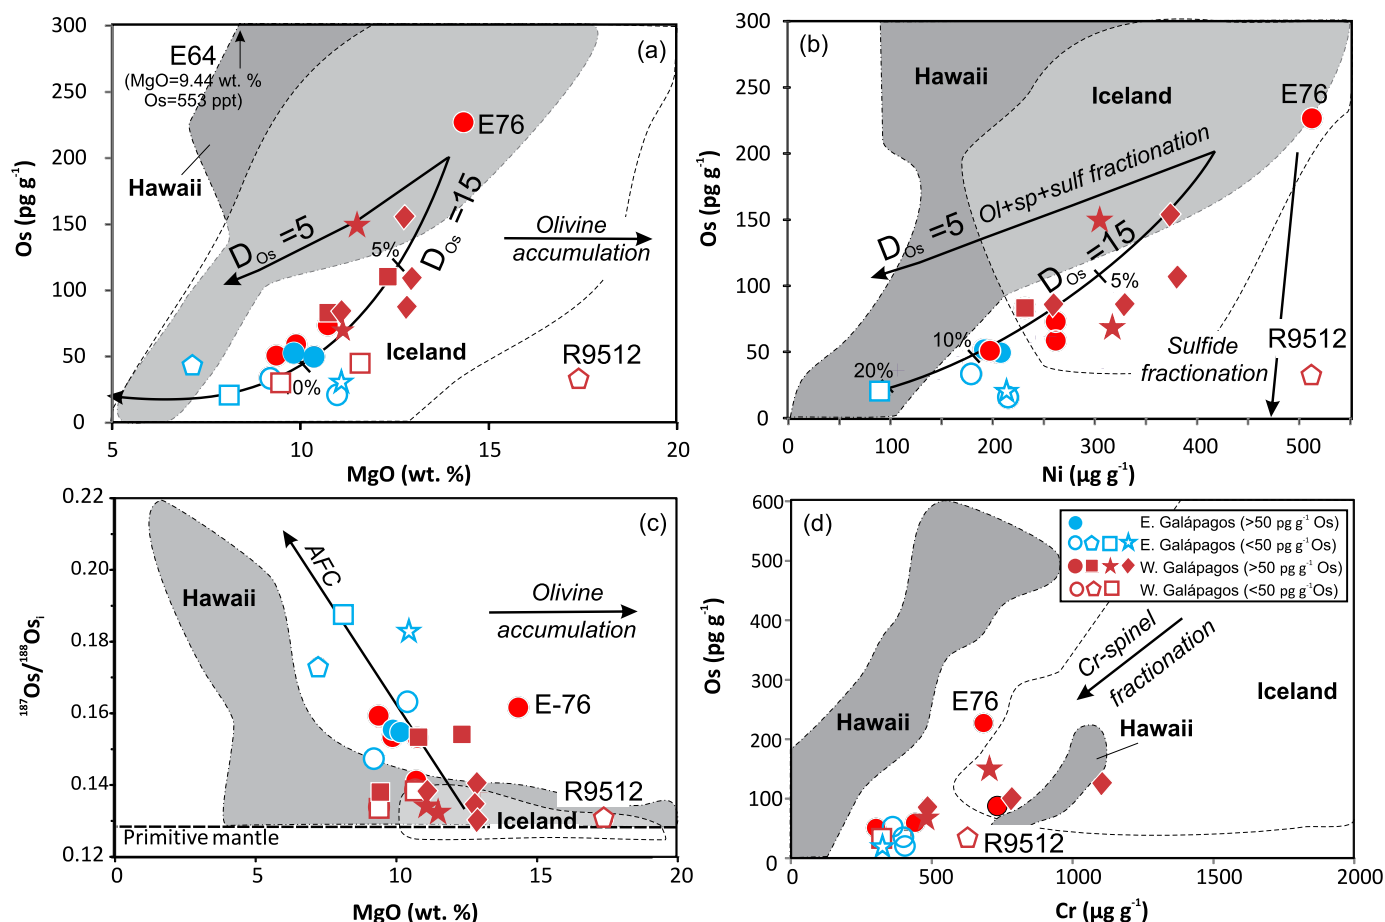 300
250
200
150
100
50
0
Os (pg g⁻¹)
E64
(MgO=9.44 wt. %
Os=553 ppt)
Hawaii
(a)
E76
D Os =5
D Os =15
5%
0%
Olivine
accumulation
Iceland
R9512
5
10
15
20
MgO (wt. %)
300
250
200
150
100
50
0
Os (pg g⁻¹)
(b)
Hawaii
Iceland
E76
Ol+sp+sulf fractionation
D Os =5
D Os =15
5%
10%
20%
Sulfide
fractionation
R9512
0
100
200
300
400
500
Ni (µg g⁻¹)
0.22
0.20
0.18
0.16
0.14
0.12
¹⁸⁷Os/¹⁸⁸Osᵢ
(c)
AFC
Hawaii
Olivine
accumulation
E-76
R9512
Iceland
Primitive mantle
0
5
10
15
20
MgO (wt. %)
600
500
400
300
200
100
0
Os (pg g⁻¹)
(d)
E. Galápagos (>50 pg g⁻¹ Os)
E. Galápagos (<50 pg g⁻¹ Os)
W. Galápagos (>50 pg g⁻¹ Os)
W. Galápagos (<50 pg g⁻¹ Os)
Cr-spinel
fractionation
Iceland
E76
Hawaii
Hawaii
R9512
0
500
1000
1500
2000
Cr (µg g⁻¹)